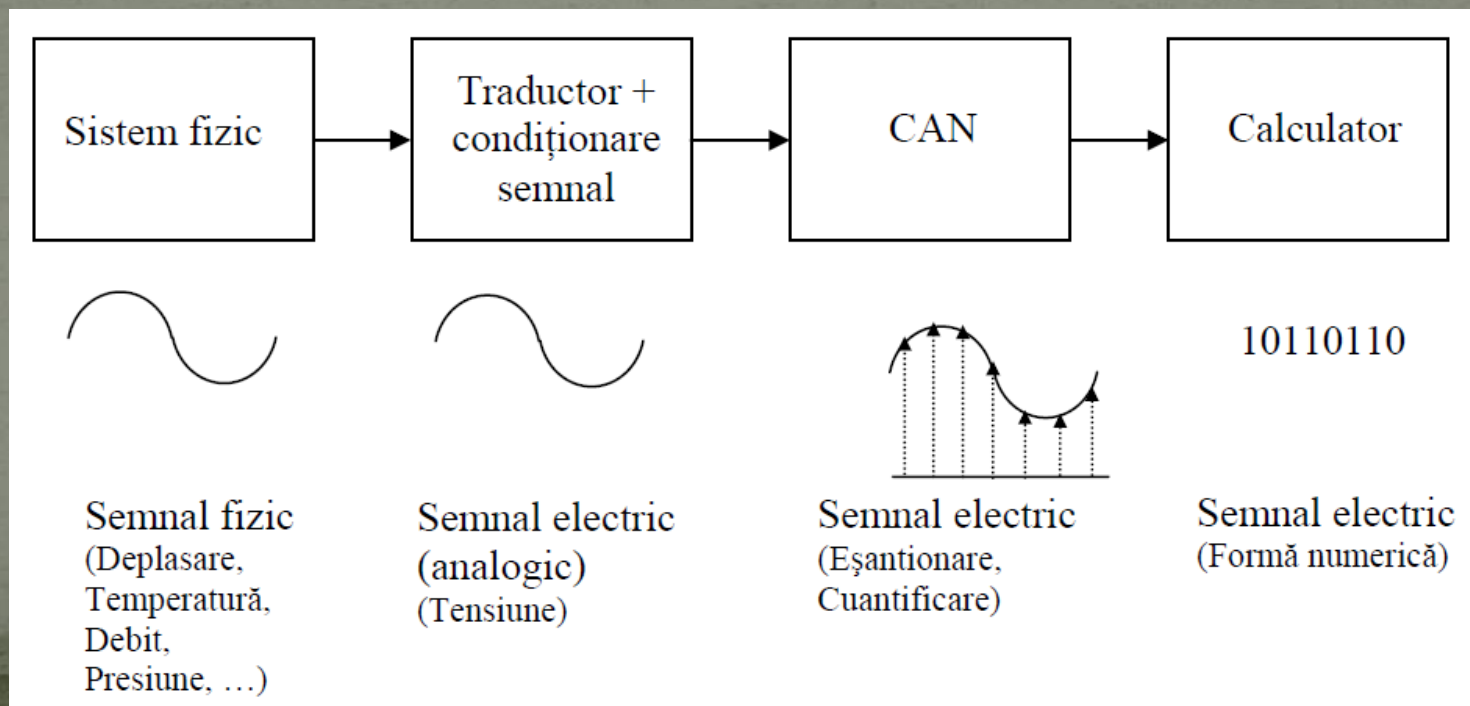 Sistem fizic
Traductor +
condiționare
semnal
CAN
Calculator
10110110
Semnal fizic
(Deplasare,
Temperatură,
Debit,
Presiune, …)
Semnal electric
(analogic)
(Tensiune)
Semnal electric
(Eşantionare,
Cuantificare)
Semnal electric
(Formă numerică)